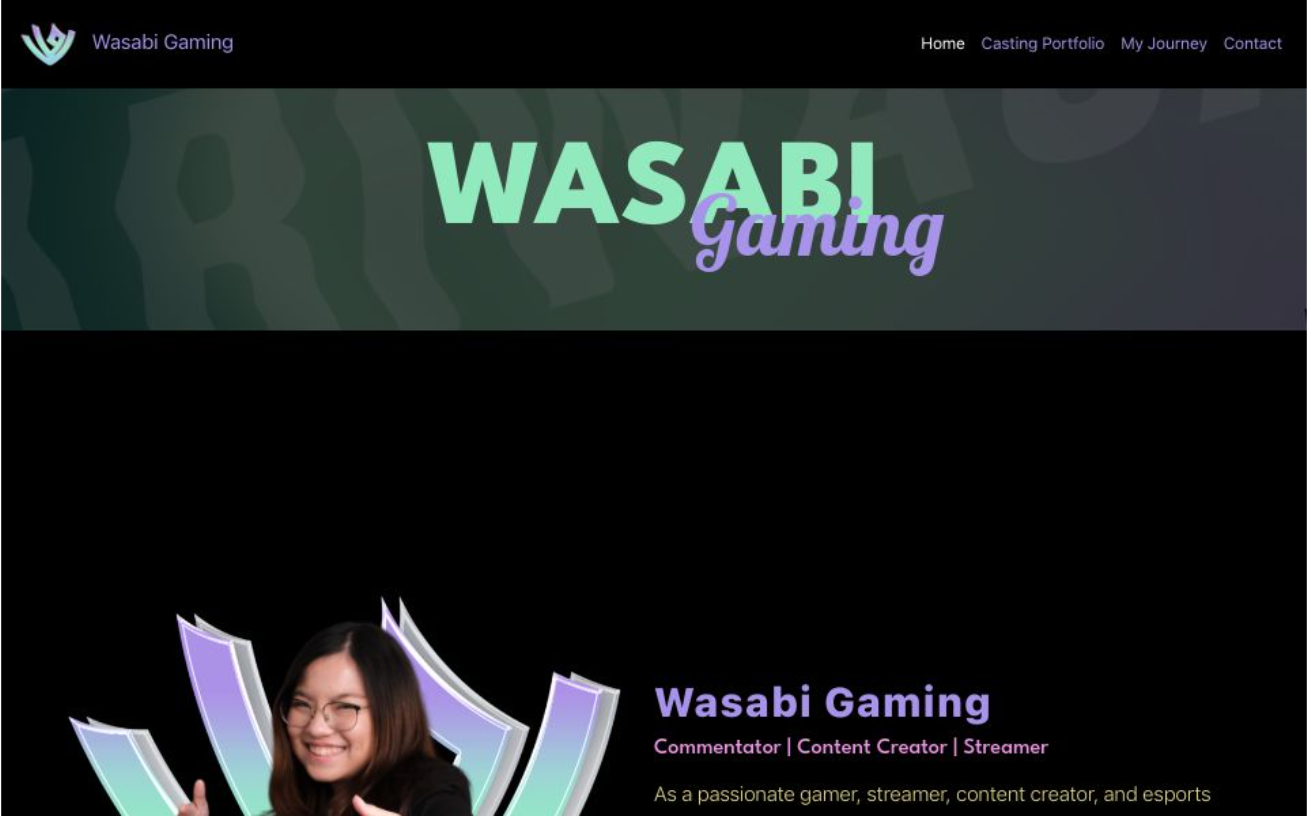 Wasabi Gaming
Home Casting Portfolio My Journey Contact
WASABI
Gaming
Wasabi Gaming
Commentator | Content Creator | Streamer
As a passionate gamer, streamer, content creator, and esports